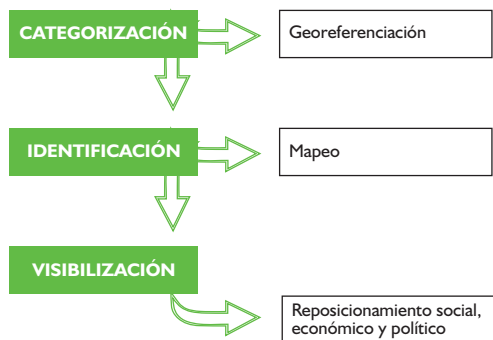 CATEGORIZACIÓN
Georeferenciación
IDENTIFICACIÓN
Mapeo
VISIBILIZACIÓN
Reposicionamiento social,
económico y político